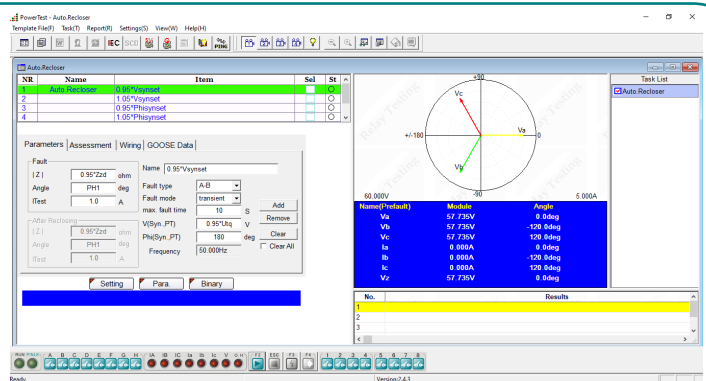 PowerTest - Auto.Recloser
Template File(F) Task(T) Report(R) Settings(S) View(W) Help(H)
IEC SCD PING
Auto.Recloser
NR Name Item Sel St
1 Auto.Recloser 0.95*Vsynset
2 1.05*Vsynset
3 0.95*Phisynset
4 1.05*Phisynset
Parameters Assessment Wiring GOOSE Data
Fault
|Z| 0.95*Zzd ohm
Angle PH1 deg
ITest 1.0 A
After Reclosing
|Z| 0.95*Zzd ohm
Angle PH1 deg
ITest 1.0 A
Name 0.95*Vsynset
Fault type A-B
Fault mode transient
max. fault time 10 S
V(Syn.,PT) 0.95*Utq V
Phi(Syn.,PT) 180 deg
Frequency 50.000Hz
Add
Remove
Clear
Clear All
Setting Para. Binary
+90
Vc
Va
+/-180 0
Vb
60.000V -90 5.000A
Relay Testing
Relay Testing
Name(Prefault) Module Angle
Va 57.735V 0.0deg
Vb 57.735V -120.0deg
Vc 57.735V 120.0deg
Ia 0.000A 0.0deg
Ib 0.000A -120.0deg
Ic 0.000A 120.0deg
Vz 57.735V 0.0deg
Task List
Auto.Recloser
No. Results
1
2
3
A B C D E F G H IA IB IC Ia Ib Ic V O.H F2 ESC F3 F4 1 2 3 4 5 6 7 8
Ready Version:2.4.3